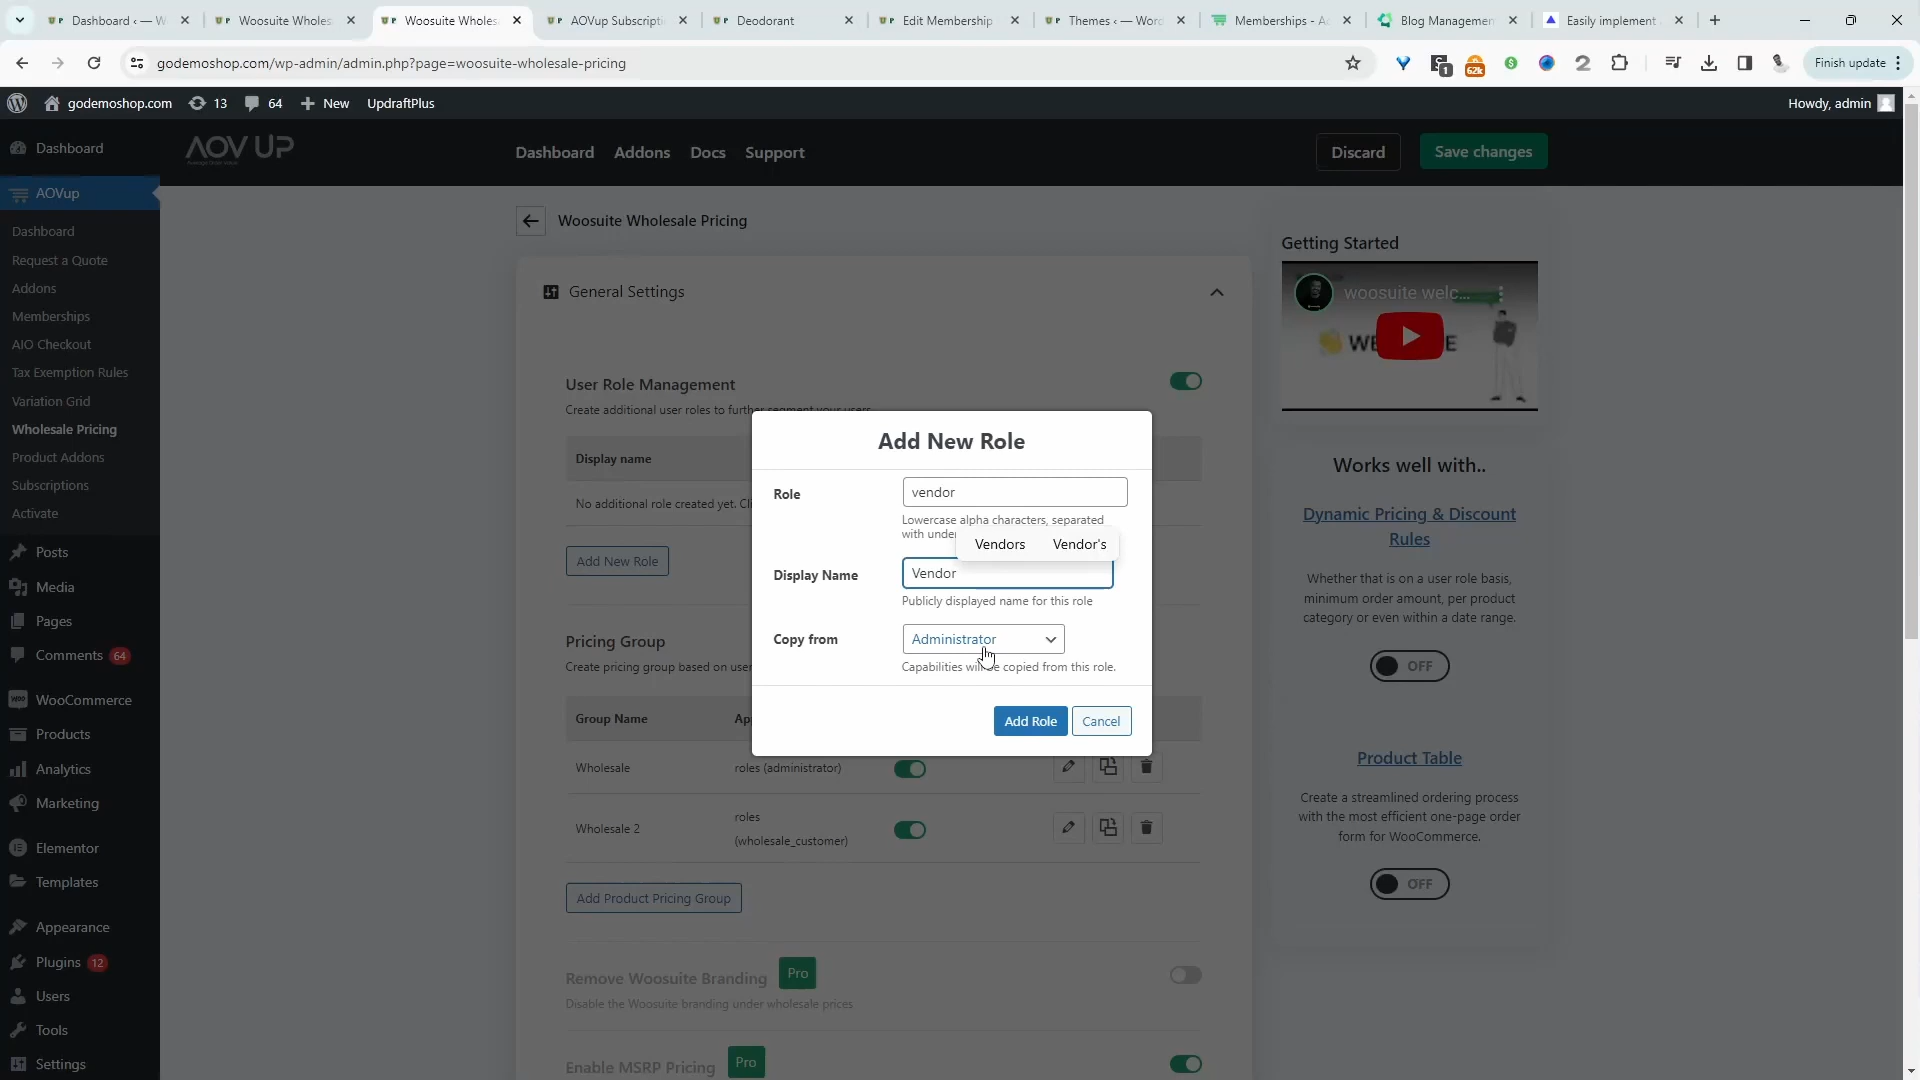 Dashboard ‹ — W
Woosuite Wholes
Woosuite Wholes
AOVup Subscripti
Deodorant
Edit Membership
Themes ‹ — Word
Memberships - A
Blog Managemen
Easily implement
godemoshop.com/wp-admin/admin.php?page=woosuite-wholesale-pricing
1
62k
Finish update
godemoshop.com
13
64
New
UpdraftPlus
Howdy, admin
Dashboard
AOV UP
Dashboard
Addons
Docs
Support
Discard
Save changes
AOVup
Dashboard
Request a Quote
Addons
Memberships
AIO Checkout
Tax Exemption Rules
Variation Grid
Wholesale Pricing
Product Addons
Subscriptions
Activate
Posts
Media
Pages
Comments 64
WooCommerce
Products
Analytics
Marketing
Elementor
Templates
Appearance
Plugins 12
Users
Tools
Settings
Woosuite Wholesale Pricing
General Settings
User Role Management
Create additional user roles to further segment your users
Display name
No additional role created yet. Cli
Add New Role
Pricing Group
Create pricing group based on user
Group Name
Ap
Wholesale
roles (administrator)
Wholesale 2
roles
(wholesale_customer)
Add Product Pricing Group
Remove Woosuite Branding
Pro
Disable the Woosuite branding under wholesale prices
Enable MSRP Pricing
Pro
Add New Role
Role
vendor
Lowercase alpha characters, separated
with unde
Vendors
Vendor's
Display Name
Vendor
Publicly displayed name for this role
Copy from
Administrator
Capabilities will be copied from this role.
Add Role
Cancel
Getting Started
woosuite welc...
Works well with..
Dynamic Pricing & Discount
Rules
Whether that is on a user role basis,
minimum order amount, per product
category or even within a date range.
OFF
Product Table
Create a streamlined ordering process
with the most efficient one-page order
form for WooCommerce.
OFF